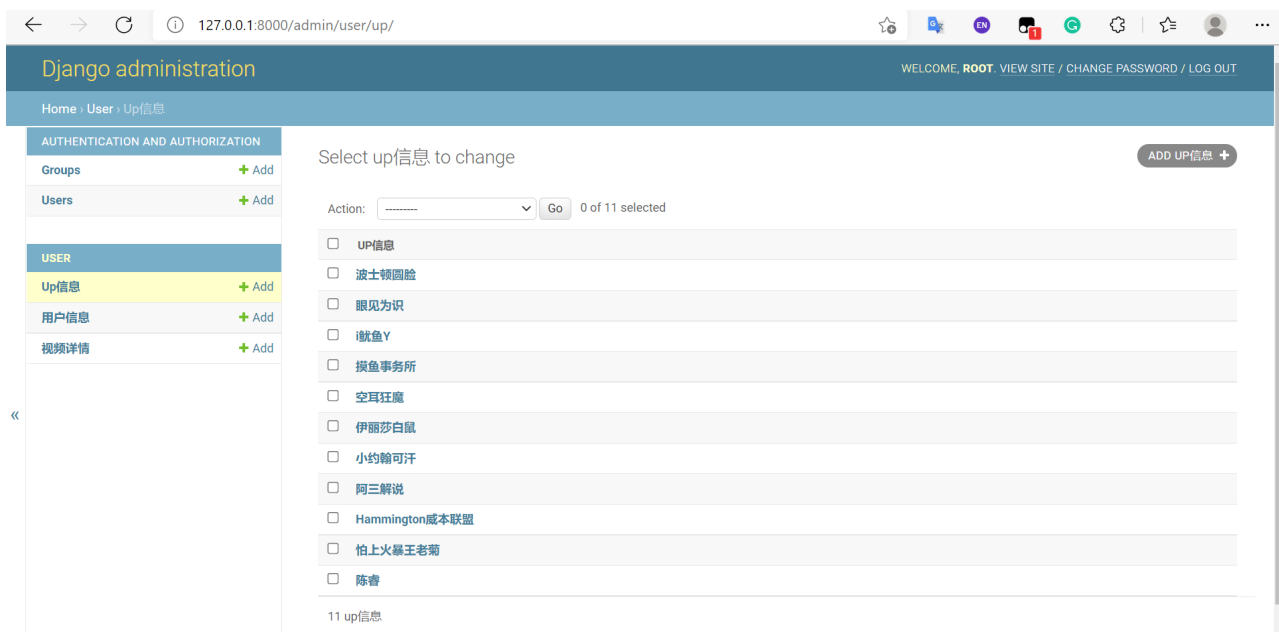 127.0.0.1:8000/admin/user/up/
EN
1
Django administration
WELCOME, ROOT. VIEW SITE / CHANGE PASSWORD / LOG OUT
Home › User › Up信息
AUTHENTICATION AND AUTHORIZATION
Groups + Add
Users + Add
USER
Up信息 + Add
用户信息 + Add
视频详情 + Add
«
Select up信息 to change
ADD UP信息 +
Action: --------- Go 0 of 11 selected
UP信息
波士顿圆脸
眼见为识
i鱿鱼Y
摸鱼事务所
空耳狂魔
伊丽莎白鼠
小约翰可汗
阿三解说
Hammington威本联盟
怕上火暴王老菊
陈睿
11 up信息